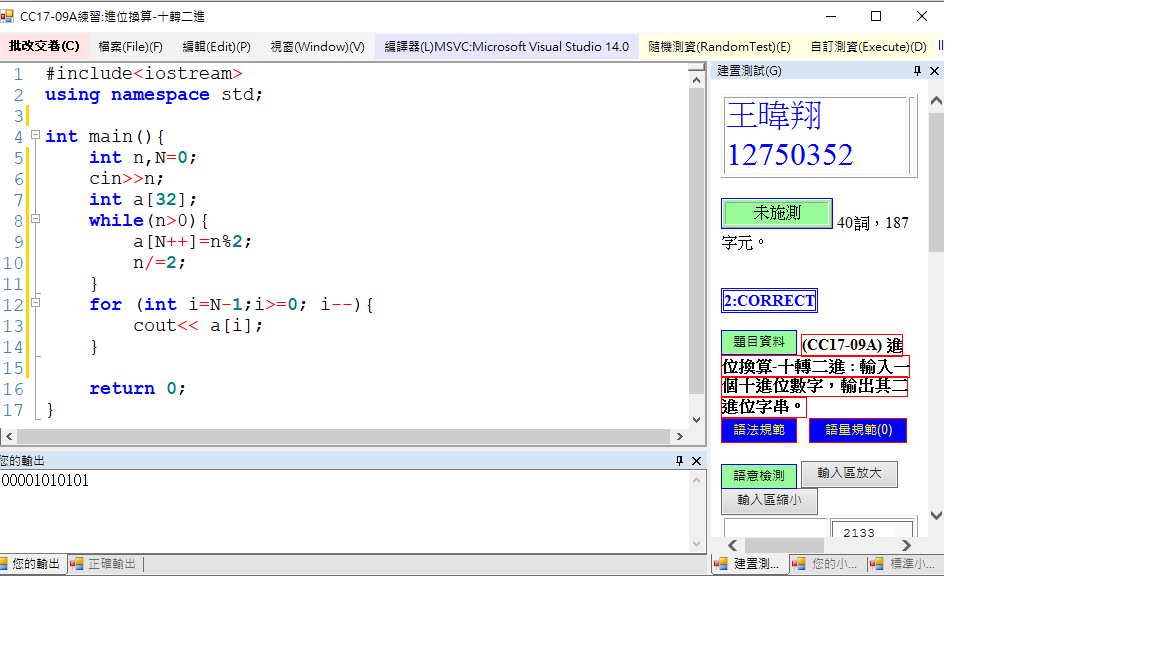 CC17-09A練習:進位換算-十轉二進
批改交卷(C) 檔案(File)(F) 編輯(Edit)(P) 視窗(Window)(V) 編譯器(L)MSVC:Microsoft Visual Studio 14.0 隨機測資(RandomTest)(E) 自訂測資(Execute)(D)
1 #include<iostream>
2 using namespace std;
3
4 int main(){
5 int n,N=0;
6 cin>>n;
7 int a[32];
8 while(n>0){
9 a[N++]=n%2;
10 n/=2;
11 }
12 for (int i=N-1;i>=0; i--){
13 cout<< a[i];
14 }
15
16 return 0;
17 }
您的輸出
00001010101
您的輸出 正確輸出
建置測試(G)
王暐翔
12750352
未施測 40詞，187
字元。
2:CORRECT
題目資料 (CC17-09A) 進
位換算-十轉二進 : 輸入一
個十進位數字，輸出其二
進位字串。
語法規範 語量規範(0)
語意檢測 輸入區放大
輸入區縮小
2133
建置測... 您的小... 標準小...